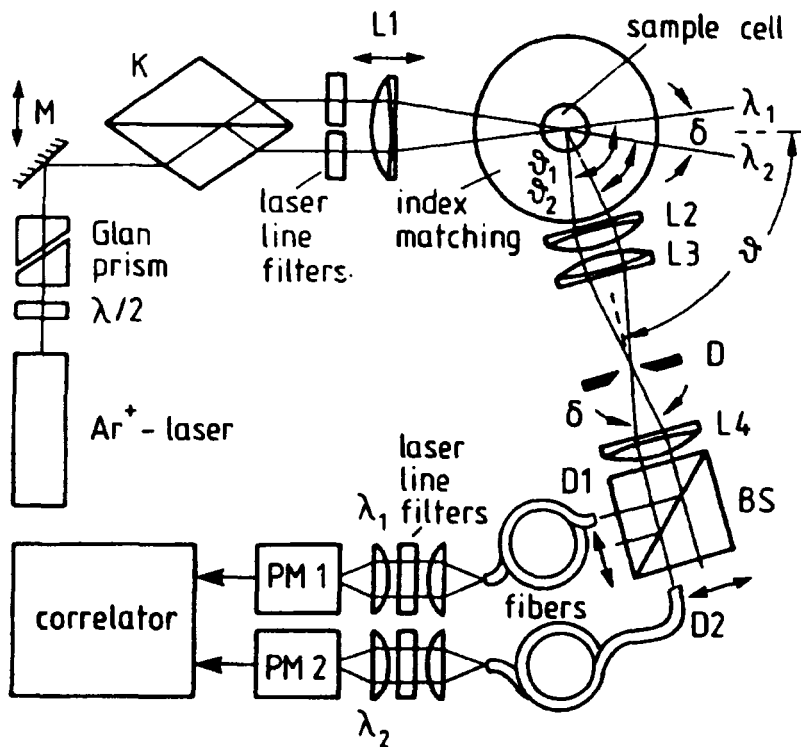 L1
sample cell
K
M
λ₁
δ
λ₂
ϑ₁
ϑ₂
laser
line
filters.
index
matching
L2
L3
ϑ
Glan
prism
λ/2
Ar⁺-laser
D
δ
L4
laser
line
filters
D1
BS
λ₁
PM 1
correlator
fibers
D2
PM 2
λ₂